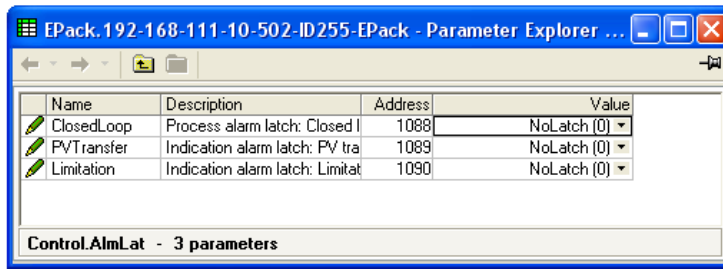 EPack.192-168-111-10-502-ID255-EPack - Parameter Explorer ...
Name Description Address Value
ClosedLoop Process alarm latch: Closed l 1088 NoLatch (0)
PVTransfer Indication alarm latch: PV tra 1089 NoLatch (0)
Limitation Indication alarm latch: Limitat 1090 NoLatch (0)
Control.AlmLat - 3 parameters